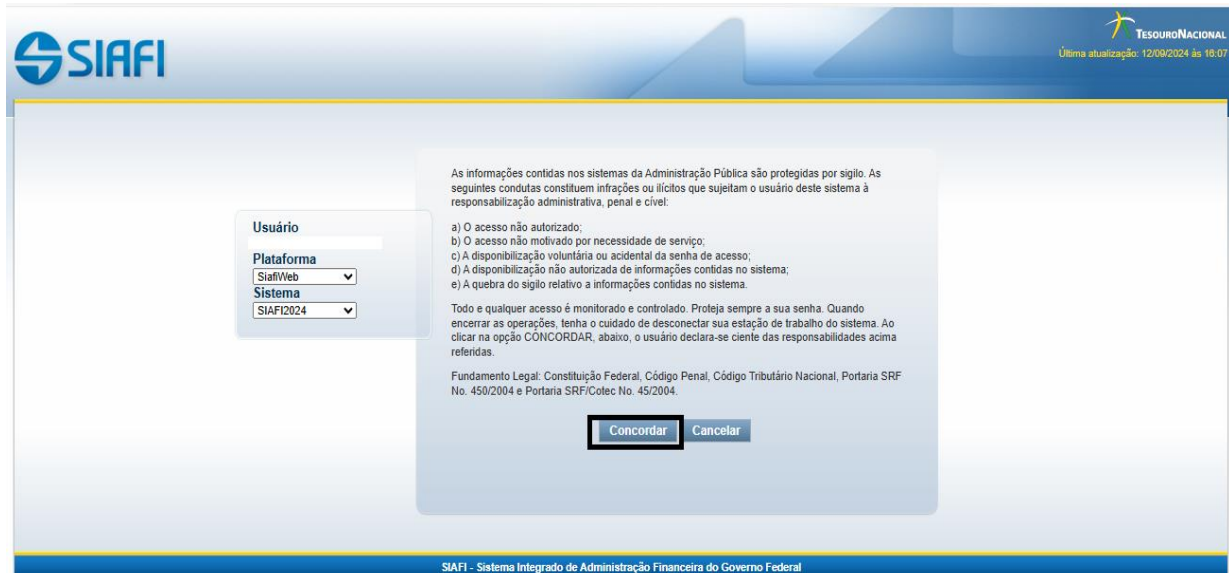 SIAFI
TESOURONACIONAL
Última atualização: 12/09/2024 às 16:07
Usuário
Plataforma
SiafiWeb
Sistema
SIAFI2024
As informações contidas nos sistemas da Administração Pública são protegidas por sigilo. As
seguintes condutas constituem infrações ou ilícitos que sujeitam o usuário deste sistema à
responsabilização administrativa, penal e cível:
a) O acesso não autorizado;
b) O acesso não motivado por necessidade de serviço;
c) A disponibilização voluntária ou acidental da senha de acesso;
d) A disponibilização não autorizada de informações contidas no sistema;
e) A quebra do sigilo relativo a informações contidas no sistema.
Todo e qualquer acesso é monitorado e controlado. Proteja sempre a sua senha. Quando
encerrar as operações, tenha o cuidado de desconectar sua estação de trabalho do sistema. Ao
clicar na opção CONCORDAR, abaixo, o usuário declara-se ciente das responsabilidades acima
referidas.
Fundamento Legal: Constituição Federal, Código Penal, Código Tributário Nacional, Portaria SRF
No. 450/2004 e Portaria SRF/Cotec No. 45/2004.
Concordar Cancelar
SIAFI - Sistema Integrado de Administração Financeira do Governo Federal